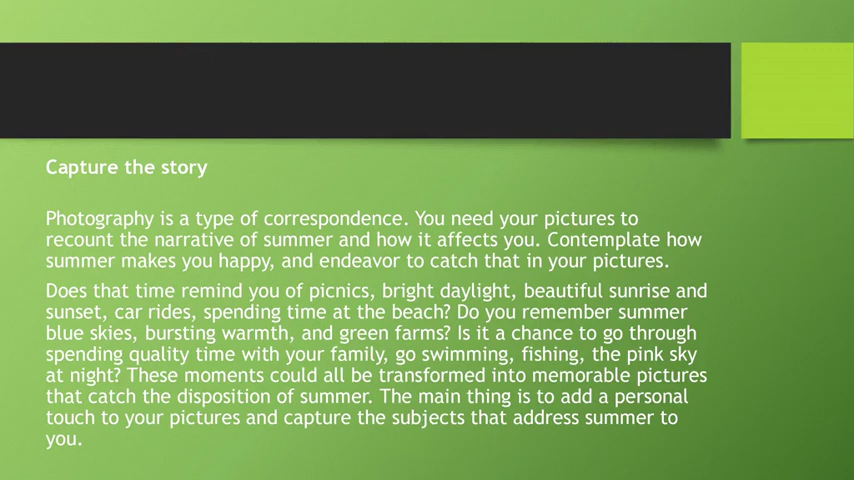 Capture the story
Photography is a type of correspondence. You need your pictures to
recount the narrative of summer and how it affects you. Contemplate how
summer makes you happy, and endeavor to catch that in your pictures.
Does that time remind you of picnics, bright daylight, beautiful sunrise and
sunset, car rides, spending time at the beach? Do you remember summer
blue skies, bursting warmth, and green farms? Is it a chance to go through
spending quality time with your family, go swimming, fishing, the pink sky
at night? These moments could all be transformed into memorable pictures
that catch the disposition of summer. The main thing is to add a personal
touch to your pictures and capture the subjects that address summer to
you.